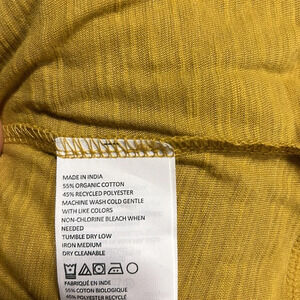 MADE IN INDIA
55% ORGANIC COTTON
45% RECYCLED POLYESTER
MACHINE WASH COLD GENTLE
WITH LIKE COLORS
NON-CHLORINE BLEACH WHEN
NEEDED
TUMBLE DRY LOW
IRON MEDIUM
DRY CLEANABLE
FABRIQUÉ EN INDE
55% COTON BIOLOGIQUE
45% POLYESTER RECYCLÉ